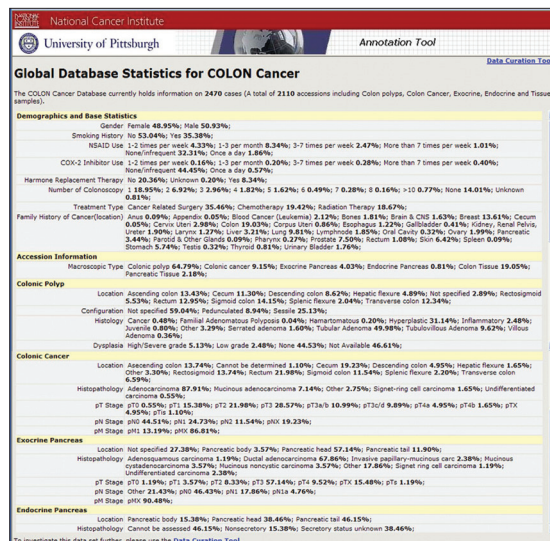 NATIONAL CANCER INSTITUTE
National Cancer Institute
University of Pittsburgh
Annotation Tool
Data Curation Too
Global Database Statistics for COLON Cancer
The COLON Cancer Database currently holds information on 2470 cases (A total of 2110 accessions including Colon polyps, Colon Cancer, Exocrine, Endocrine and Tissue
samples).
Demographics and Base Statistics
Gender Female 48.95%; Male 50.93%;
Smoking History No 53.04%; Yes 35.38%;
NSAID Use 1-2 times per week 4.33%; 1-3 per month 8.34%; 3-7 times per week 2.47%; More than 7 times per week 1.01%;
None/infrequent 32.31%; Once a day 1.86%;
COX-2 Inhibitor Use 1-2 times per week 0.16%; 1-3 per month 0.20%; 3-7 times per week 0.28%; More than 7 times per week 0.40%;
None/infrequent 44.45%; Once a day 0.57%;
Harmone Replacement Therapy No 20.36%; Unknown 0.20%; Yes 8.34%;
Number of Colonoscopy 1 18.95%; 2 6.92%; 3 2.96%; 4 1.82%; 5 1.62%; 6 0.49%; 7 0.28%; 8 0.16%; >10 0.77%; None 14.01%; Unknown
0.81%;
Treatment Type Cancer Related Surgery 35.46%; Chemotherapy 19.42%; Radiation Therapy 18.67%;
Family History of Cancer(location) Anus 0.09%; Appendix 0.05%; Blood Cancer (Leukemia) 2.12%; Bones 1.81%; Brain & CNS 1.63%; Breast 13.61%; Cecum
0.05%; Cervix Uteri 2.98%; Colon 19.03%; Corpus Uteri 0.86%; Esophagus 1.22%; Gallbladder 0.41%; Kidney, Renal Pelvis,
Ureter 1.90%; Larynx 1.27%; Liver 3.21%; Lung 9.81%; Lymphnode 1.85%; Oral Cavity 0.32%; Ovary 1.99%; Pancreatic
3.44%; Parotid & Other Glands 0.09%; Pharynx 0.27%; Prostate 7.50%; Rectum 1.08%; Skin 6.42%; Spleen 0.09%;
Stomach 5.74%; Testis 0.32%; Thyroid 0.81%; Urinary Bladder 1.76%;
Accession Information
Macroscopic Type Colonic polyp 64.79%; Colonic cancer 9.15%; Exocrine Pancreas 4.03%; Endocrine Pancreas 0.81%; Colon Tissue 19.05%;
Pancreatic Tissue 2.18%;
Colonic Polyp
Location Ascending colon 13.43%; Cecum 11.30%; Descending colon 8.62%; Hepatic flexure 4.89%; Not specified 2.89%; Rectosigmoid
5.53%; Rectum 12.95%; Sigmoid colon 14.15%; Splenic flexure 2.04%; Transverse colon 12.34%;
Configuration Not specified 59.04%; Pedunculated 8.94%; Sessile 25.13%;
Histology Cancer 0.48%; Familial Adenomatous Polyposis 0.04%; Hamartomatous 0.20%; Hyperplastic 31.14%; Inflammatory 2.48%;
Juvenile 0.80%; Other 3.29%; Serrated adenoma 1.60%; Tubular Adenoma 49.98%; Tubulovillous Adenoma 9.62%; Villous
Adenoma 0.36%;
Dysplasia High/Severe grade 5.13%; Low grade 2.48%; None 44.53%; Not Available 46.61%;
Colonic Cancer
Location Asecending colon 13.74%; Cannot be determined 1.10%; Cecum 19.23%; Descending colon 4.95%; Hepatic flexure 1.65%;
Other 3.30%; Rectosigmoid 13.74%; Rectum 21.98%; Sigmoid colon 11.54%; Splenic flexure 2.20%; Transverse colon
6.59%;
Histopathology Adenocarcinoma 87.91%; Mucinous adenocarcinoma 7.14%; Other 2.75%; Signet-ring cell carcinoma 1.65%; Undifferentiated
carcinoma 0.55%;
pT Stage pT0 0.55%; pT1 15.38%; pT2 21.98%; pT3 28.57%; pT3a/b 10.99%; pT3c/d 9.89%; pT4a 4.95%; pT4b 1.65%; pTX
4.95%; pTis 1.10%;
pN Stage pN0 44.51%; pN1 24.73%; pN2 11.54%; pNX 19.23%;
pM Stage pM1 13.19%; pMX 86.81%;
Exocrine Pancreas
Location Not specified 27.38%; Pancreatic body 3.57%; Pancreatic head 57.14%; Pancreatic tail 11.90%;
Histopathology Adenosquamous carcinoma 1.19%; Ductal adenocarcinoma 67.86%; Invasive papillary-mucinous carc 2.38%; Mucinous
cystadenocarcinoma 3.57%; Mucinous noncystic carcinoma 3.57%; Other 17.86%; Signet ring cell carcinoma 1.19%;
Undifferentiated carcinoma 2.38%;
pT Stage pT0 1.19%; pT1 3.57%; pT2 8.33%; pT3 57.14%; pT4 9.52%; pTX 15.48%; pTs 1.19%;
pN Stage Other 21.43%; pN0 46.43%; pN1 17.86%; pN1a 4.76%;
pM Stage pMX 90.48%;
Endocrine Pancreas
Location Pancreatic body 15.38%; Pancreatic head 38.46%; Pancreatic tail 46.15%;
Histopathology Cannot be assessed 46.15%; Nonsecretory 15.38%; Secretory status unknown 38.46%;
To investigate this data set further, please use the Data Curation Tool